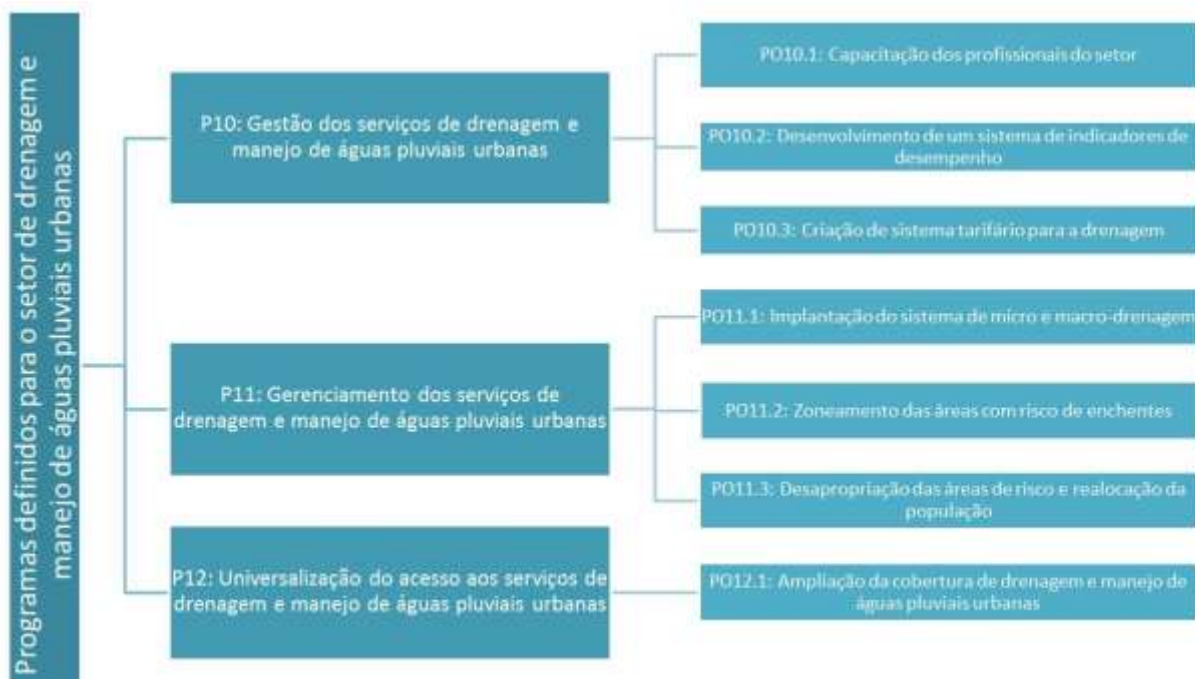 Programas definidos para o setor de drenagem e
manejo de águas pluviais urbanas
P10: Gestão dos serviços de drenagem e
manejo de águas pluviais urbanas
PO10.1: Capacitação dos profissionais do setor
PO10.2: Desenvolvimento de um sistema de indicadores de
desempenho
PO10.3: Criação de sistema tarifário para a drenagem
P11: Gerenciamento dos serviços de
drenagem e manejo de águas pluviais urbanas
PO11.1: Implantação do sistema de micro e macro-drenagem
PO11.2: Zoneamento das áreas com risco de enchentes
PO11.3: Desapropriação das áreas de risco e realocação da
população
P12: Universalização do acesso aos serviços de
drenagem e manejo de águas pluviais urbanas
PO12.1: Ampliação da cobertura de drenagem e manejo de
águas pluviais urbanas